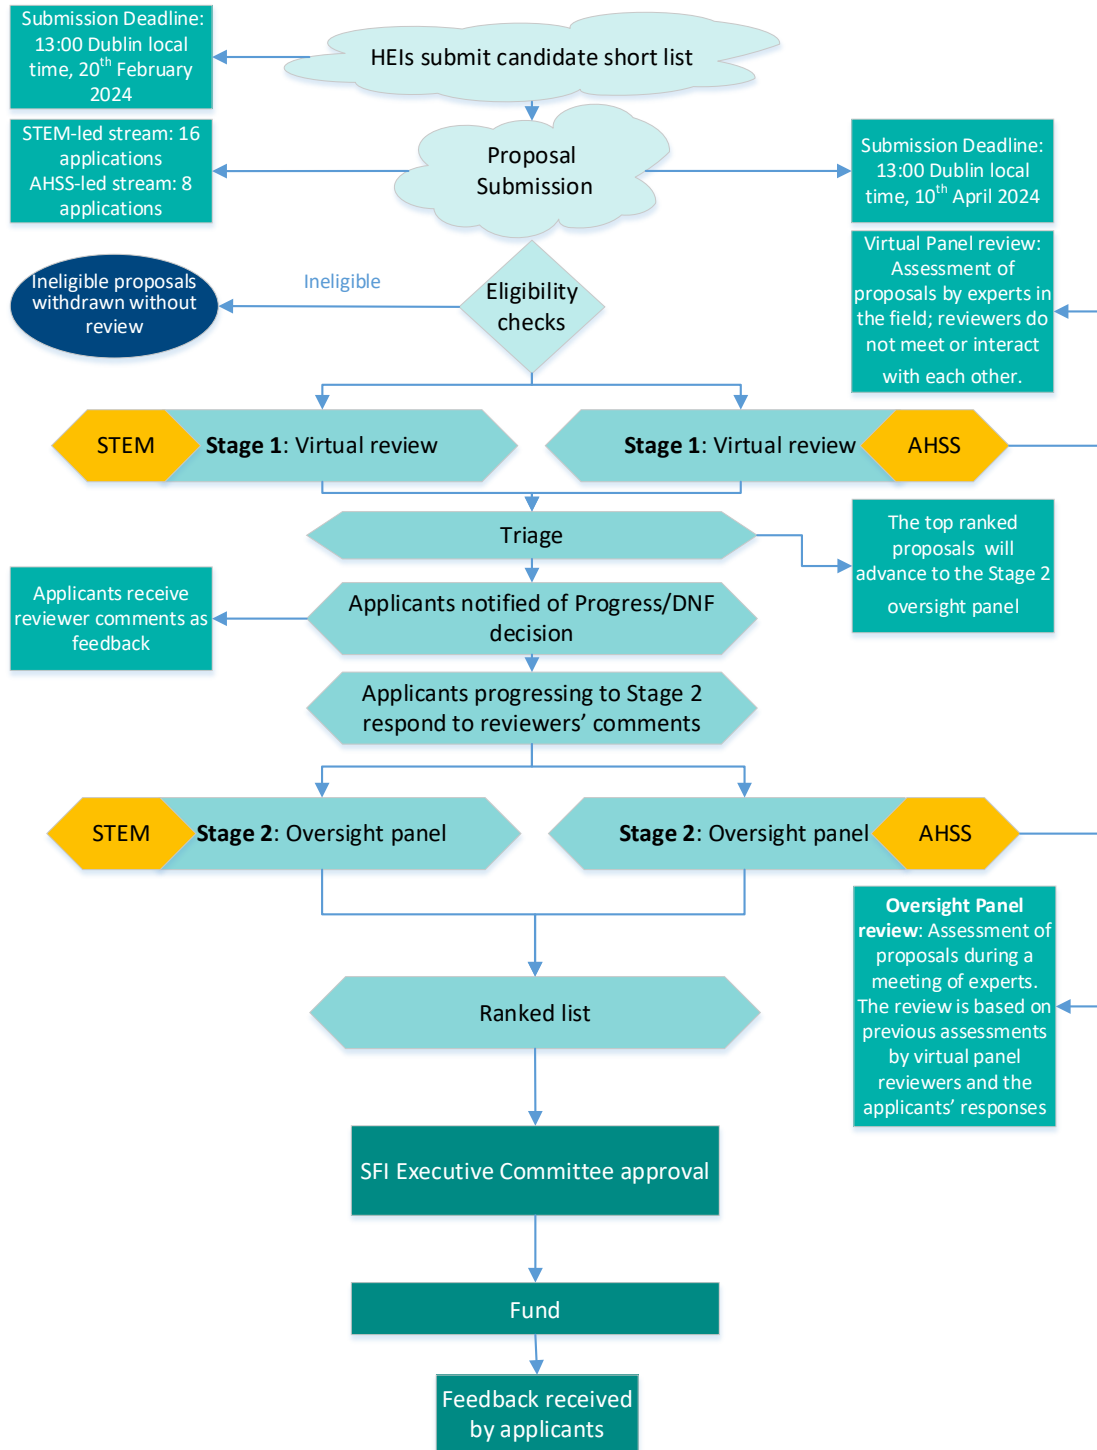 Submission Deadline:
13:00 Dublin local
time, 20th February
2024
HEIs submit candidate short list
STEM-led stream: 16
applications
AHSS-led stream: 8
applications
Proposal
Submission
Submission Deadline:
13:00 Dublin local
time, 10th April 2024
Ineligible proposals
withdrawn without
review
Ineligible
Eligibility
checks
Virtual Panel review:
Assessment of
proposals by experts in
the field; reviewers do
not meet or interact
with each other.
STEM
Stage 1: Virtual review
Stage 1: Virtual review
AHSS
Triage
The top ranked
proposals will
advance to the Stage 2
oversight panel
Applicants receive
reviewer comments as
feedback
Applicants notified of Progress/DNF
decision
Applicants progressing to Stage 2
respond to reviewers’ comments
STEM
Stage 2: Oversight panel
Stage 2: Oversight panel
AHSS
Oversight Panel
review: Assessment of
proposals during a
meeting of experts.
The review is based on
previous assessments
by virtual panel
reviewers and the
applicants’ responses
Ranked list
SFI Executive Committee approval
Fund
Feedback received
by applicants